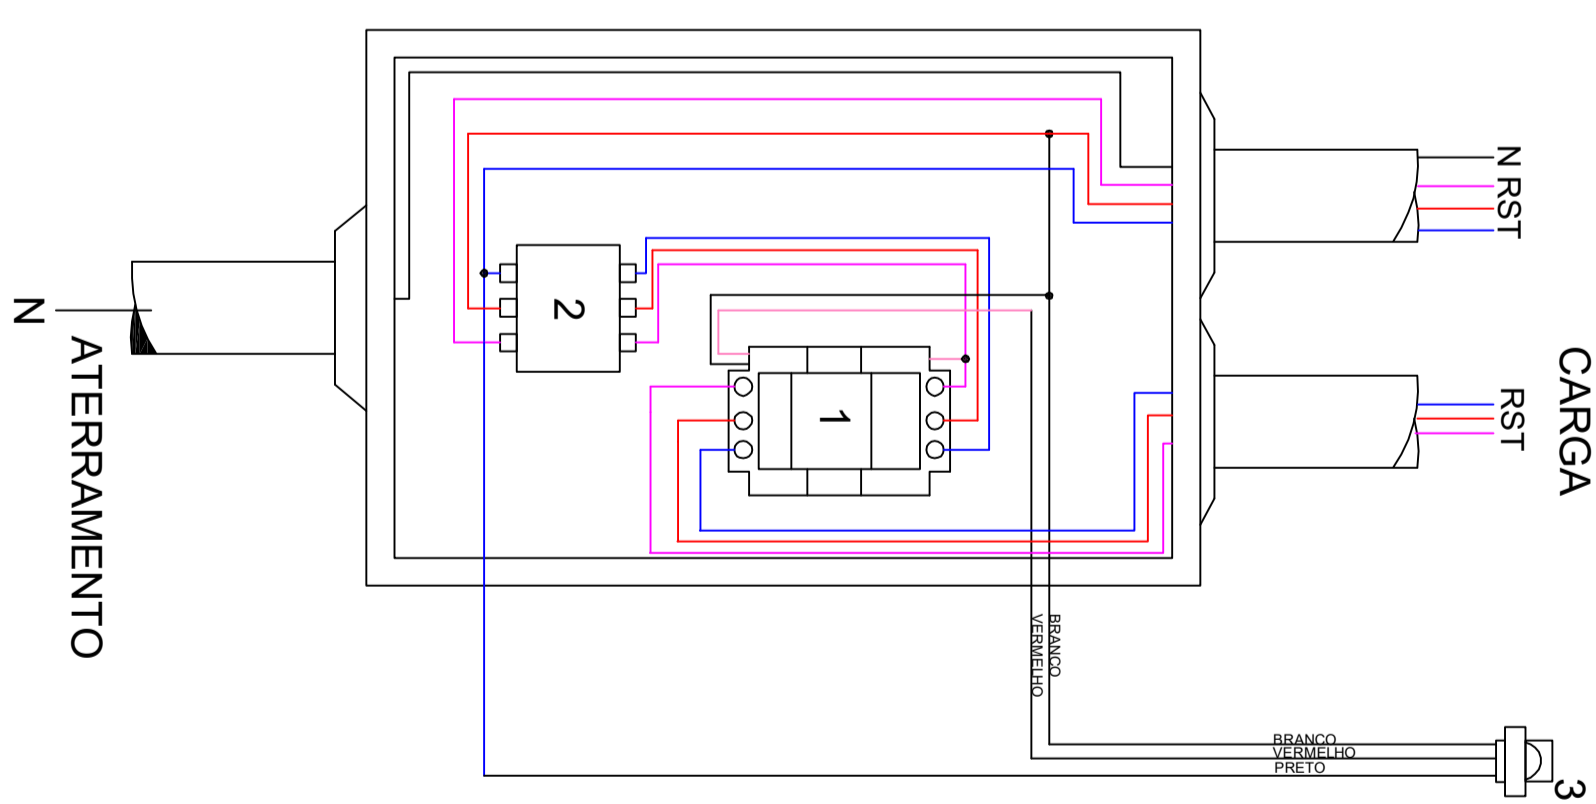 N RST
CARGA
RST
2
1
N
ATERRAMENTO
BRANCO
VERMELHO
BRANCO
VERMELHO
PRETO
3